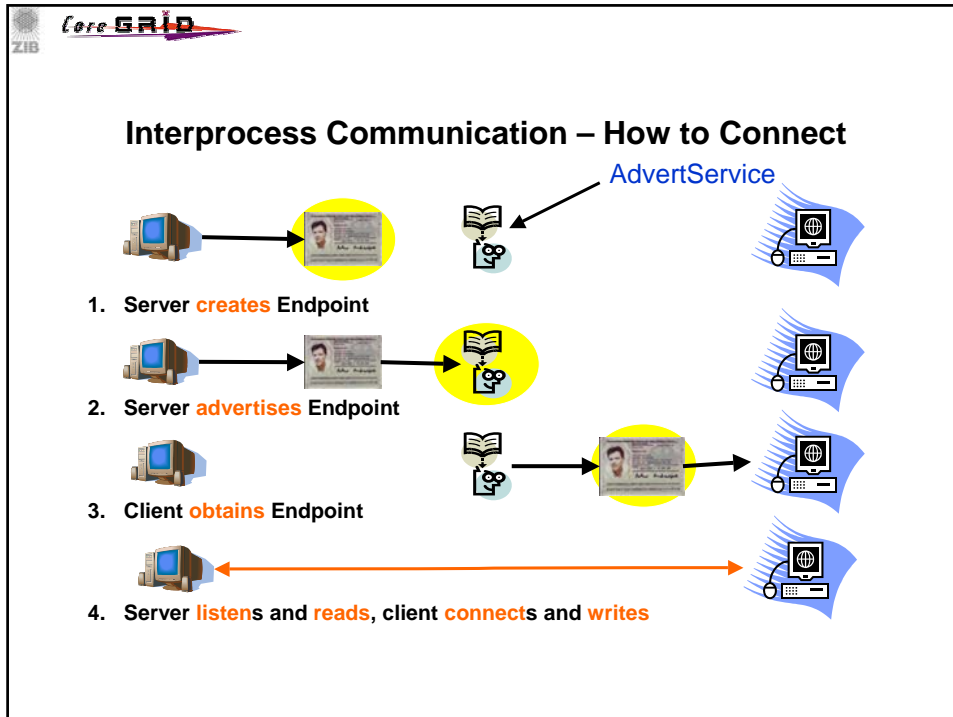 ZIB
Core GRID
Interprocess Communication – How to Connect
AdvertService
1. Server creates Endpoint
2. Server advertises Endpoint
3. Client obtains Endpoint
4. Server listens and reads, client connects and writes